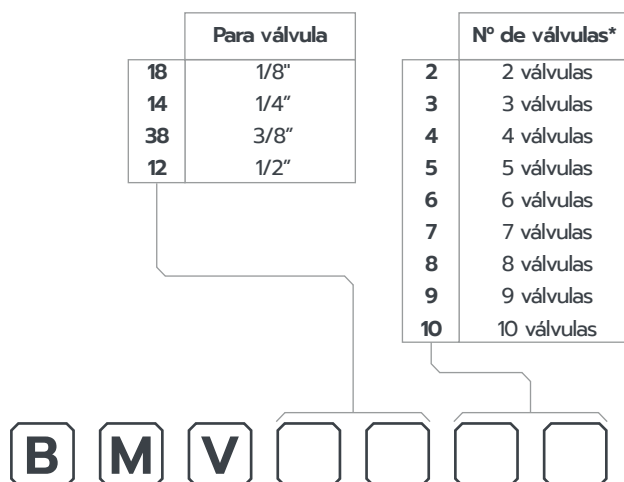 Para válvula
18 1/8"
14 1/4”
38 3/8”
12 1/2”
Nº de válvulas*
2 2 válvulas
3 3 válvulas
4 4 válvulas
5 5 válvulas
6 6 válvulas
7 7 válvulas
8 8 válvulas
9 9 válvulas
10 10 válvulas
B M V